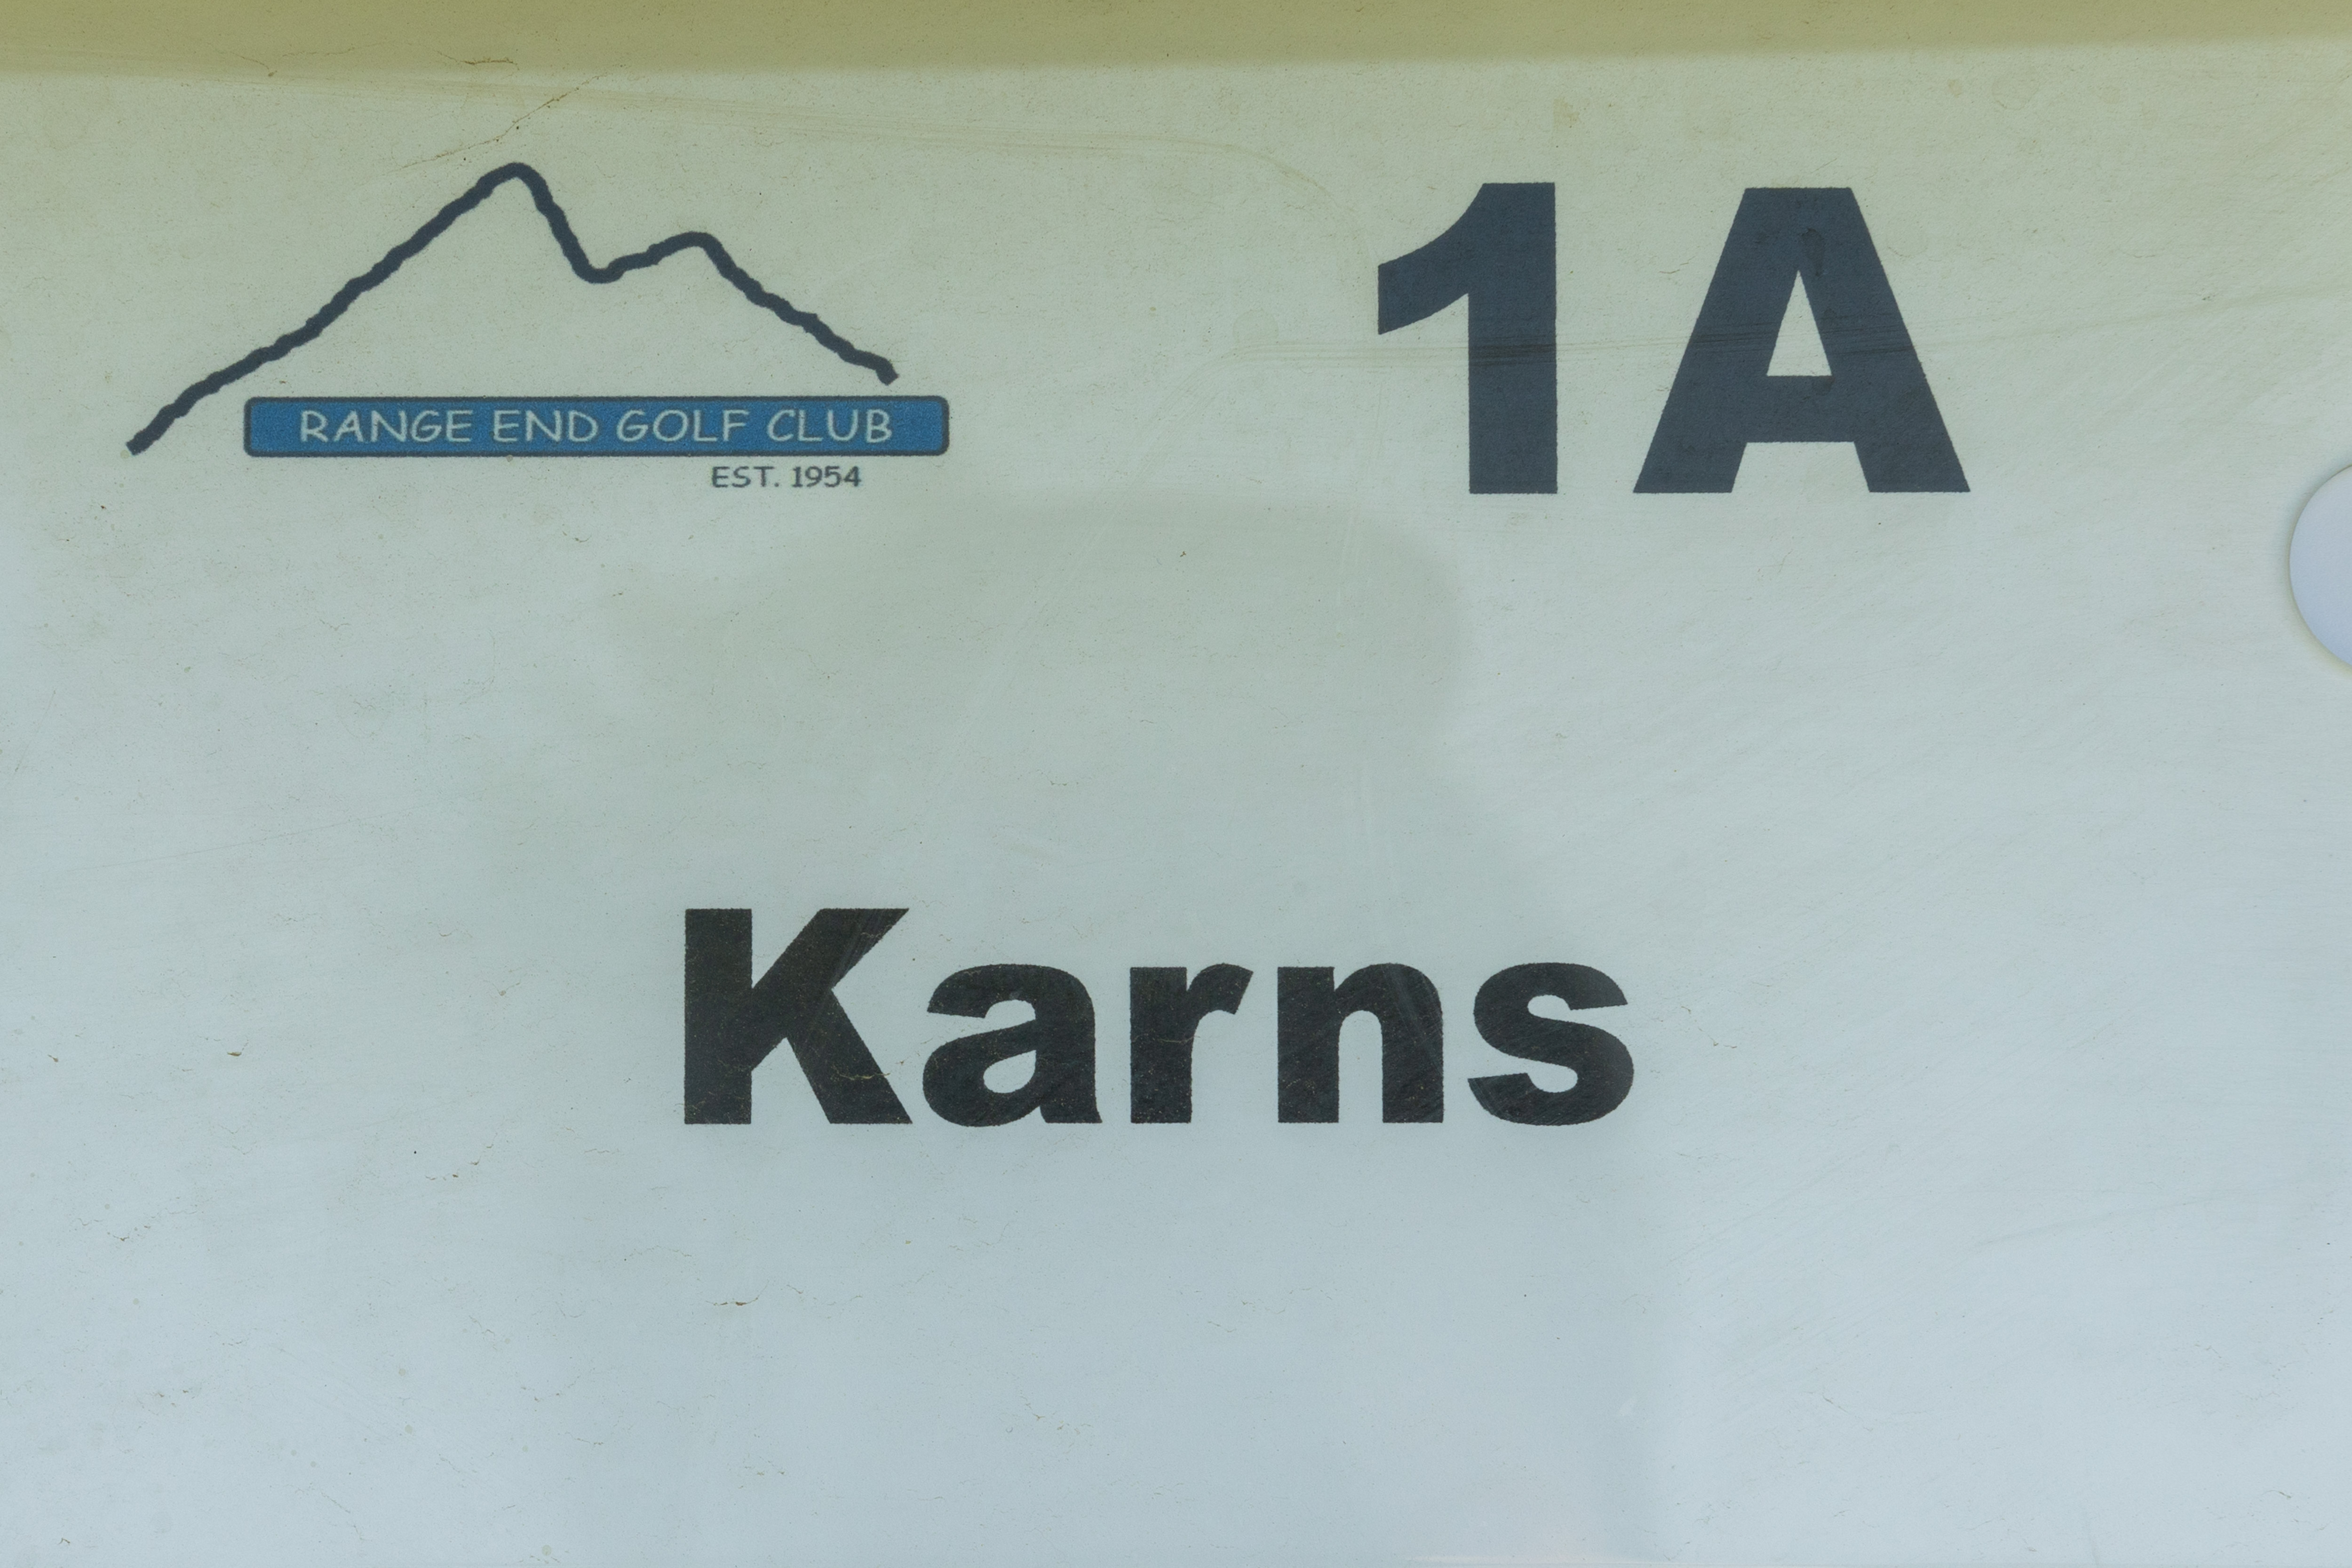 1A
RANGE END GOLF CLUB
EST. 1954
Karns